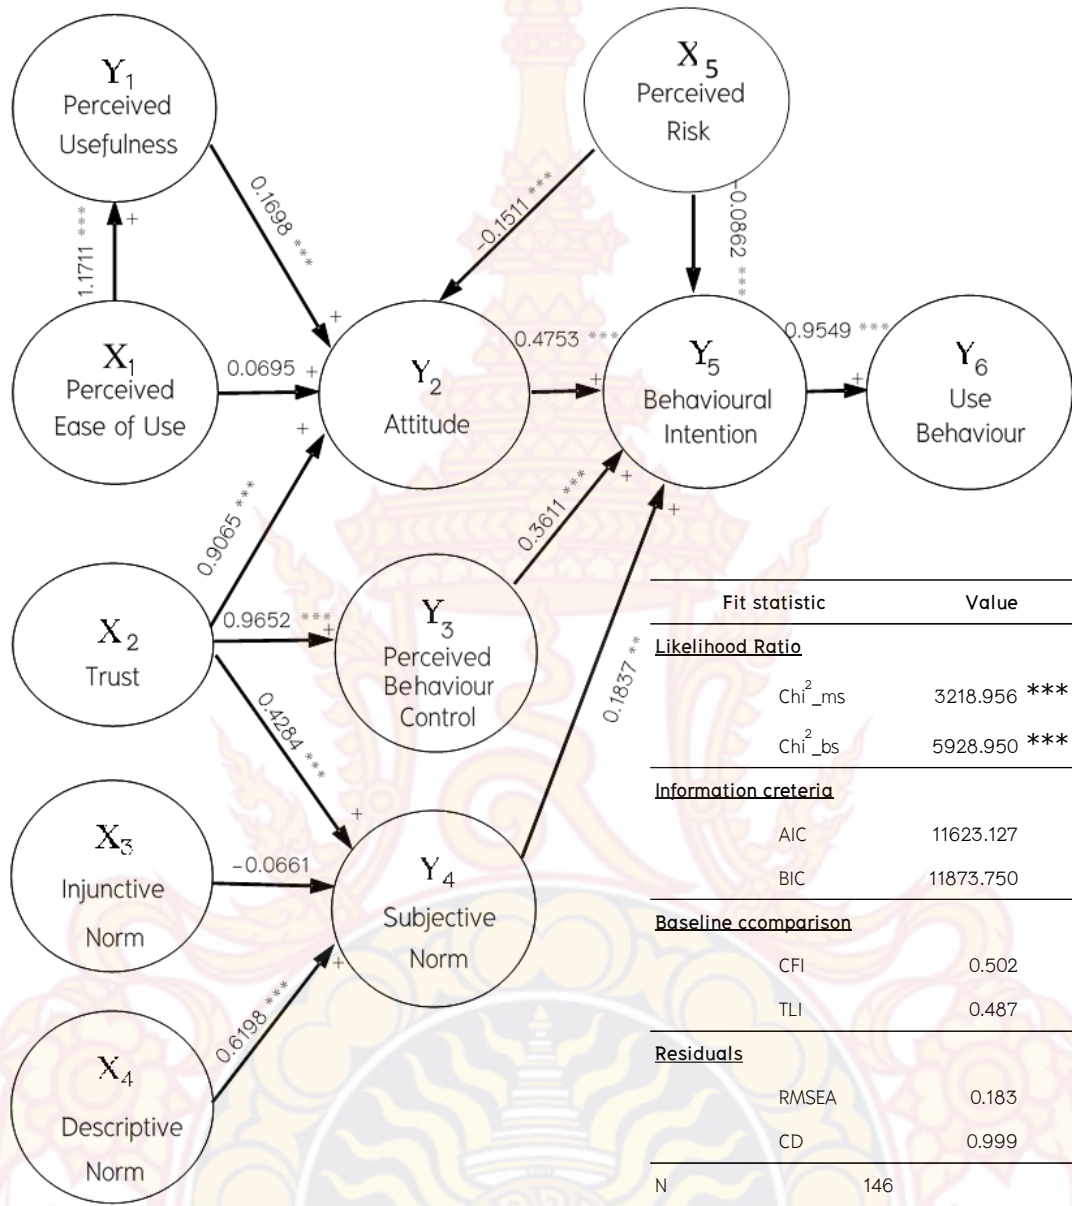 Y1
Perceived
Usefulness
X5
Perceived
Risk
0.1698 ***
-0.1511 ***
-0.0862 ***
1.1711 ***
+
+
X1
Perceived
Ease of Use
0.0695 +
Y2
Attitude
0.4753 ***
+
Y5
Behavioural
Intention
0.9549 ***
+
Y6
Use
Behaviour
+
0.9065 ***
0.3611 ***
+
+
X2
Trust
0.9652 ***
+
Y3
Perceived
Behaviour
Control
0.4284 ***
+
0.1837 **
X3
Injunctive
Norm
-0.0661
Y4
Subjective
Norm
+
0.6198 ***
X4
Descriptive
Norm
Fit statistic Value
Likelihood Ratio
Chi²_ms 3218.956 ***
Chi²_bs 5928.950 ***
Information creteria
AIC 11623.127
BIC 11873.750
Baseline ccomparison
CFI 0.502
TLI 0.487
Residuals
RMSEA 0.183
CD 0.999
N 146